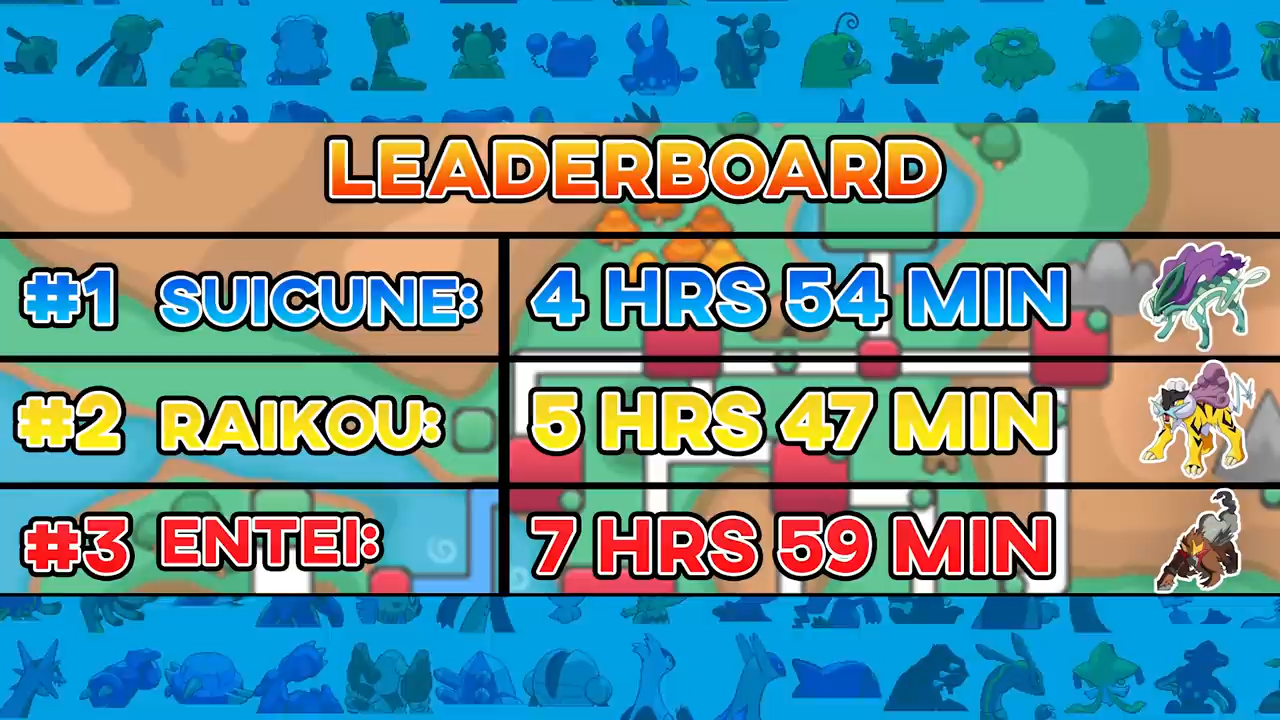 LEADERBOARD
#1 SUICUNE: 4 HRS 54 MIN
#2 RAIKOU: 5 HRS 47 MIN
#3 ENTEI: 7 HRS 59 MIN